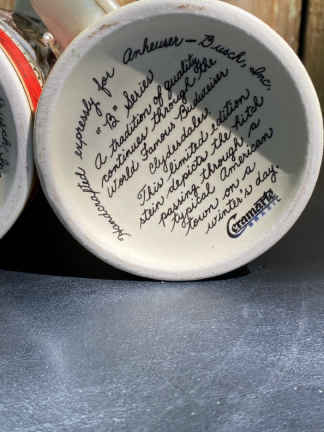 Handcrafted expressly for Anheuser-Busch, Inc.
"B" Series
A tradition of quality
continues through the
World Famous Budweiser
Clydesdales
This limited edition
stein depicts the hitch
passing through a
typical American
town on a
winter's day.
Ceramarte